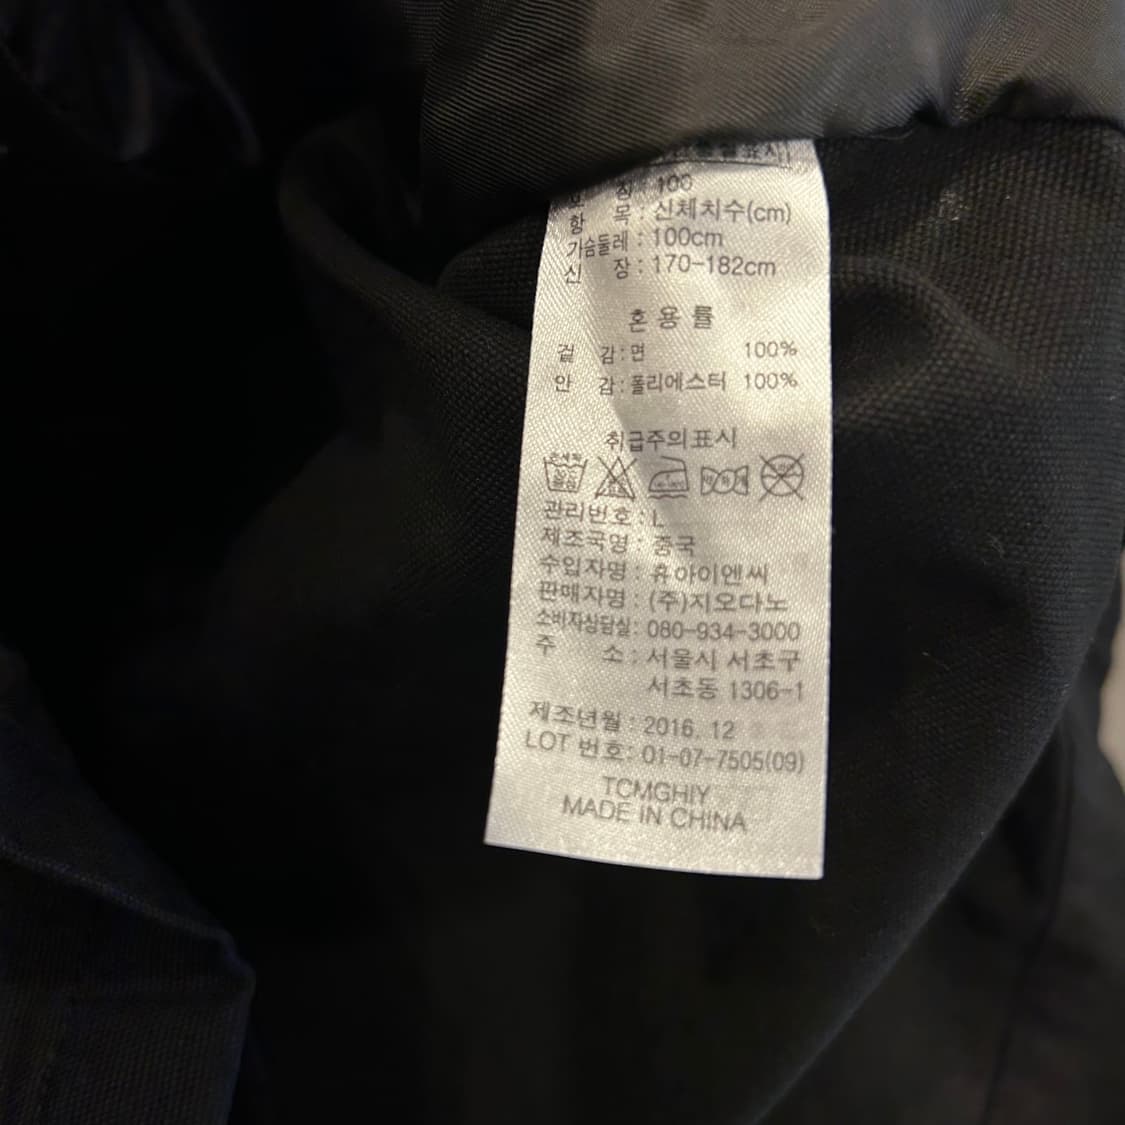 호 칭 : 100
항 목 : 신체치수(cm)
가슴둘레 : 100cm
신 장 : 170-182cm
혼 용 률
겉 감 : 면 100%
안 감 : 폴리에스터 100%
취급주의표시
관리번호 : L
제조국명 : 중국
수입자명 : 휴아이엔씨
판매자명 : (주)지오다노
소비자상담실: 080-934-3000
주 소 : 서울시 서초구
서초동 1306-1
제조년월 : 2016. 12
LOT 번호: 01-07-7505(09)
TCMGHIY
MADE IN CHINA